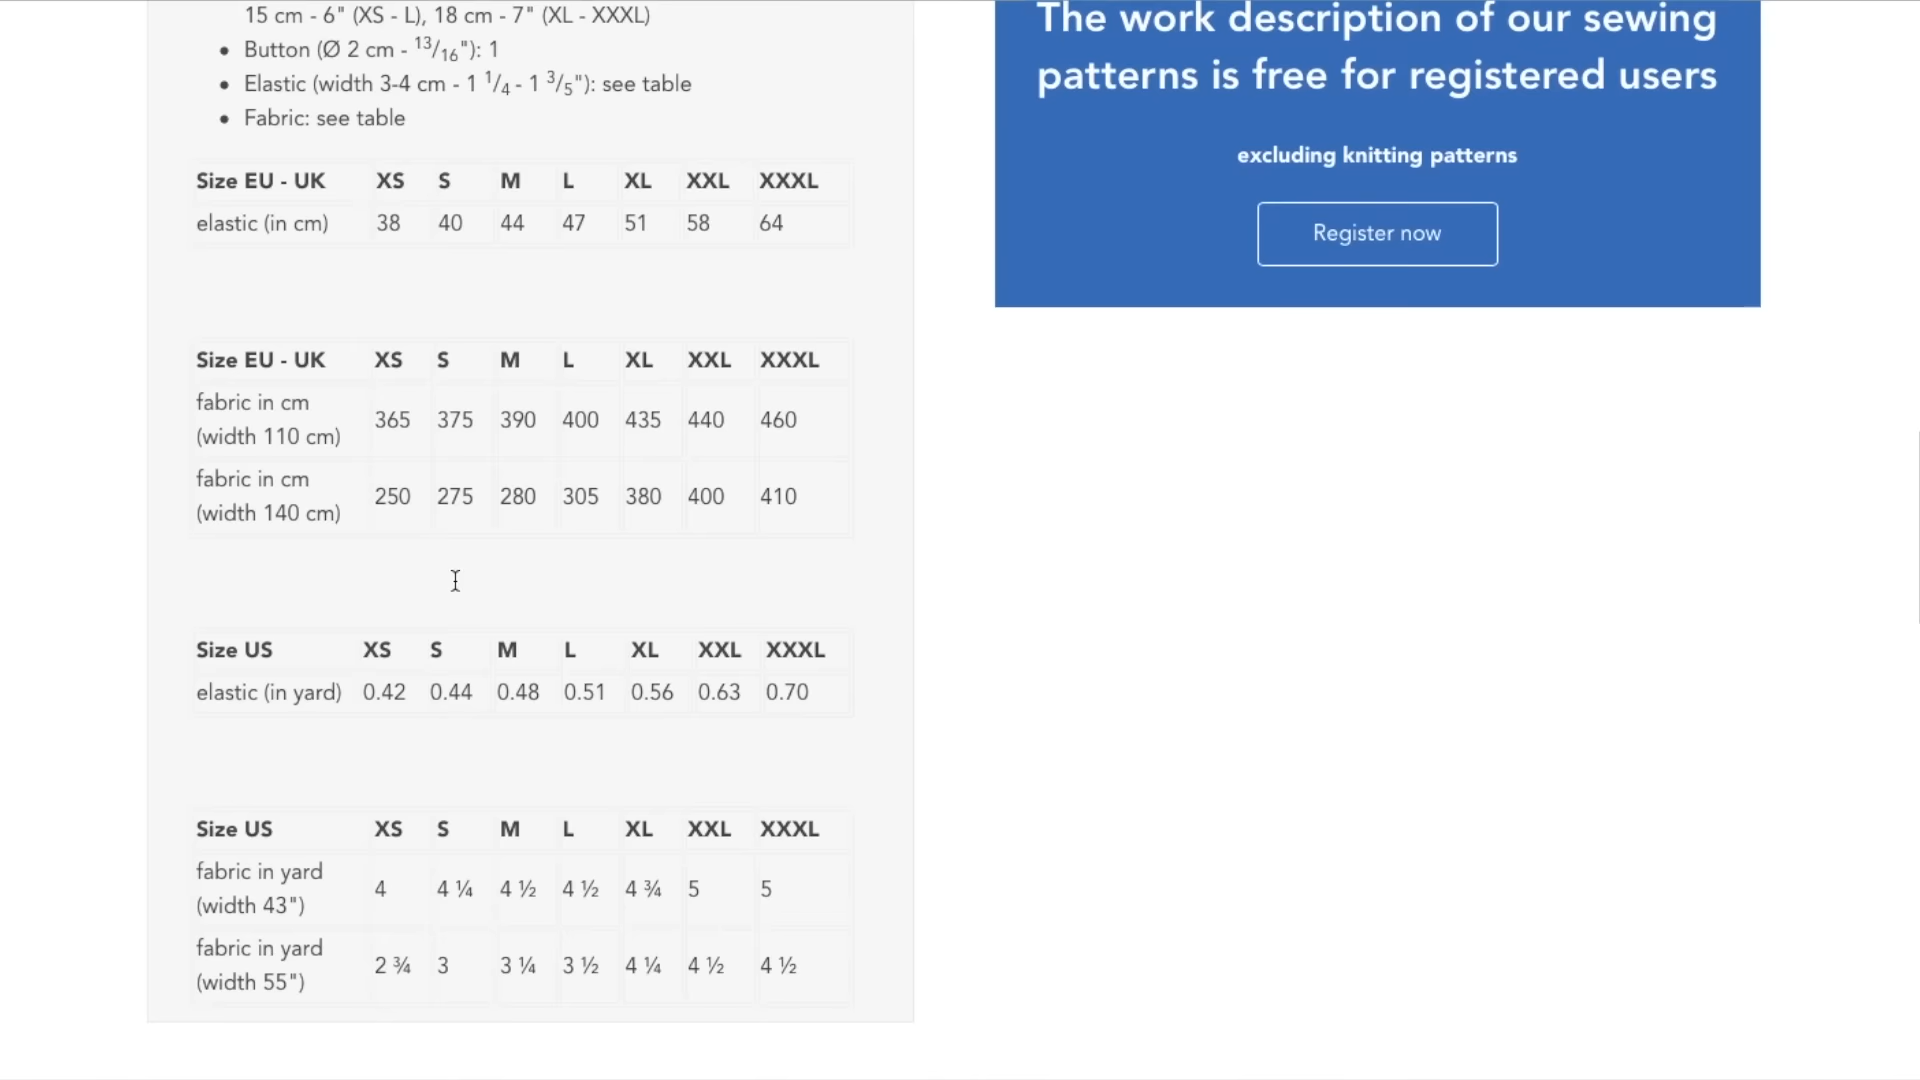 15 cm - 6" (XS - L), 18 cm - 7" (XL - XXXL)
• Button (Ø 2 cm - 13/16"): 1
• Elastic (width 3-4 cm - 1 1/4 - 1 3/5"): see table
• Fabric: see table
Size EU - UK XS S M L XL XXL XXXL
elastic (in cm) 38 40 44 47 51 58 64
Size EU - UK XS S M L XL XXL XXXL
fabric in cm
(width 110 cm) 365 375 390 400 435 440 460
fabric in cm
(width 140 cm) 250 275 280 305 380 400 410
Size US XS S M L XL XXL XXXL
elastic (in yard) 0.42 0.44 0.48 0.51 0.56 0.63 0.70
Size US XS S M L XL XXL XXXL
fabric in yard
(width 43") 4 4 ¼ 4 ½ 4 ½ 4 ¾ 5 5
fabric in yard
(width 55") 2 ¾ 3 3 ¼ 3 ½ 4 ¼ 4 ½ 4 ½
The work description of our sewing
patterns is free for registered users
excluding knitting patterns
Register now